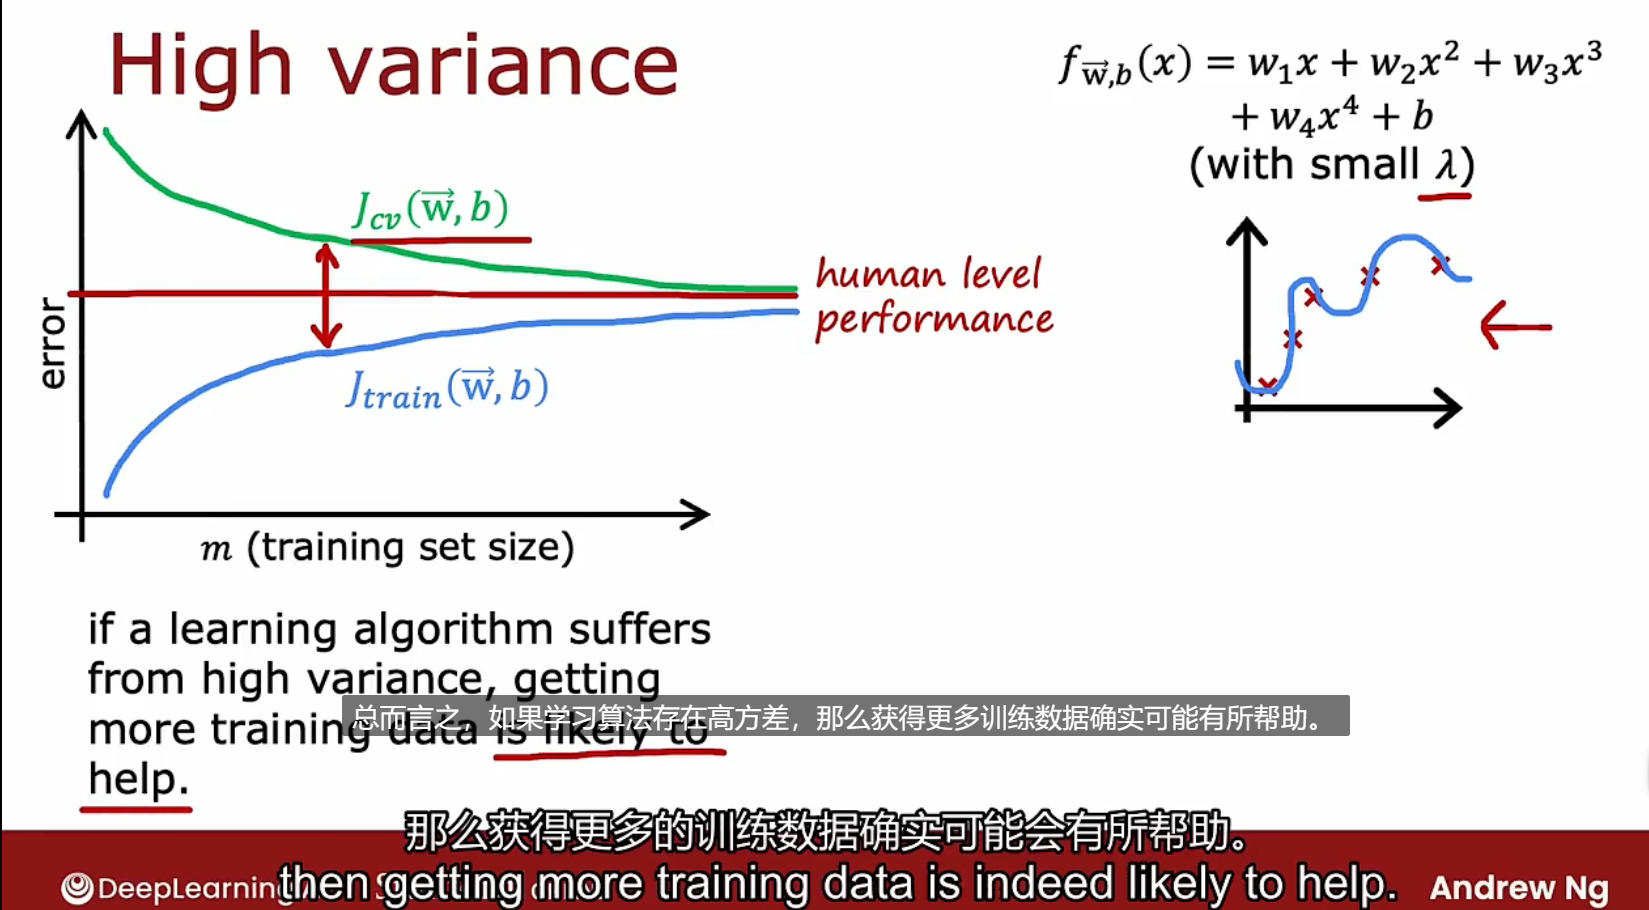 High variance
f_{\vec{w},b}(x) = w_1x + w_2x^2 + w_3x^3
+ w_4x^4 + b
(with small λ)
J_{cv}(\vec{w}, b)
human level
performance
error
J_{train}(\vec{w}, b)
m (training set size)
if a learning algorithm suffers
from high variance, getting
more training data is likely to
help.
总而言之，如果学习算法存在高方差，那么获得更多训练数据确实可能有所帮助。
那么获得更多的训练数据确实可能会有所帮助。
then getting more training data is indeed likely to help.
DeepLearning
Andrew Ng